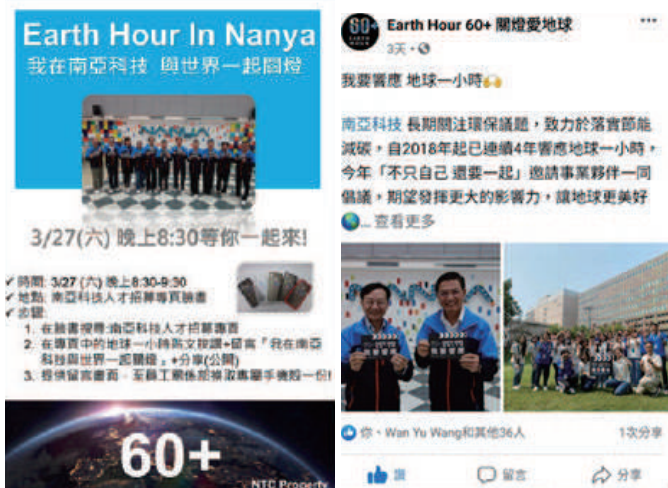 Earth Hour In Nanya
我在南亞科技 與世界一起關燈
NANYA
3/27(六) 晚上8:30等你一起來!
✓ 時間: 3/27 (六) 晚上8:30-9:30
✓ 地點: 南亞科技人才招募專頁臉書
✓ 步驟:
1. 在臉書搜尋:南亞科技人才招募專頁
2. 在專頁中的地球一小時貼文按讚+留言「我在南亞
科技與世界一起關燈」+分享(公開)
3. 提供留言畫面,至員工關係部換取專屬手機殼一份!
60+
NTC Property
60+
EARTH HOUR
Earth Hour 60+ 關燈愛地球
3天
我要響應 地球一小時🙌
南亞科技 長期關注環保議題,致力於落實節能
減碳,自2018年起已連續4年響應地球一小時,
今年「不只自己 還要一起」邀請事業夥伴一同
倡議,期望發揮更大的影響力,讓地球更美好
🌏... 查看更多
你、Wan Yu Wang和其他36人
1次分享
讚
留言
分享